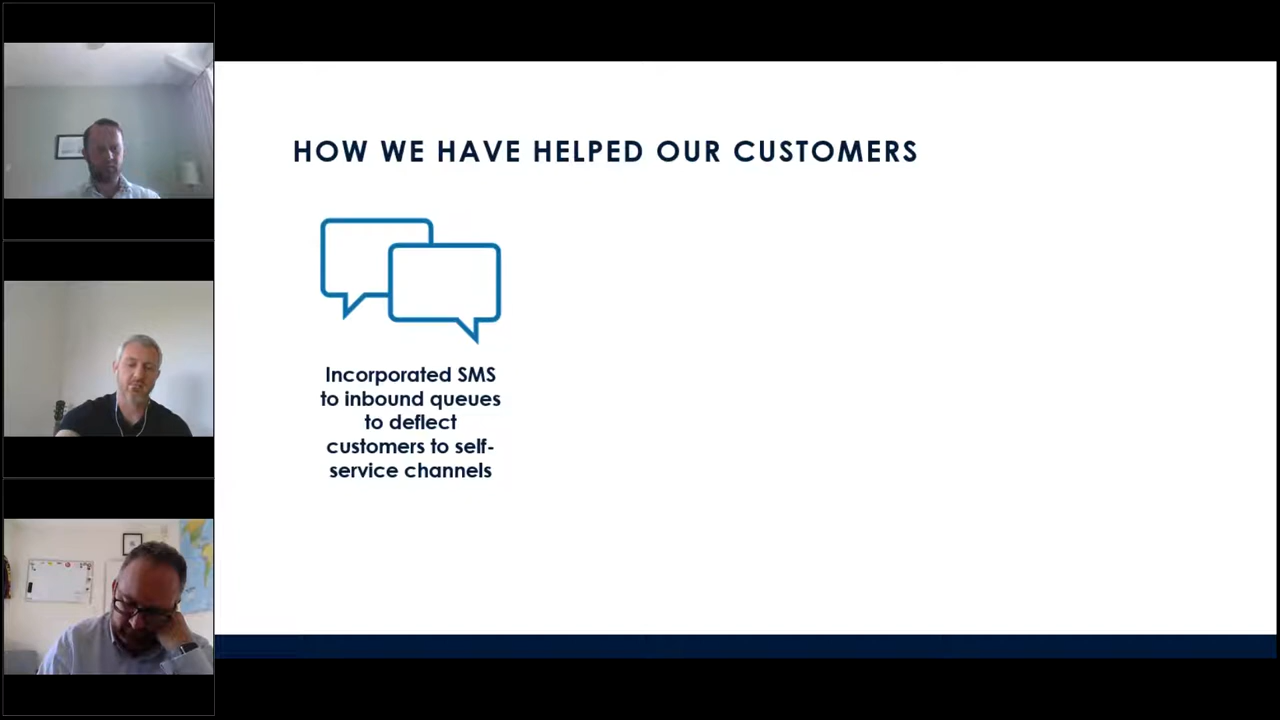 HOW WE HAVE HELPED OUR CUSTOMERS
Incorporated SMS
to inbound queues
to deflect
customers to self-
service channels